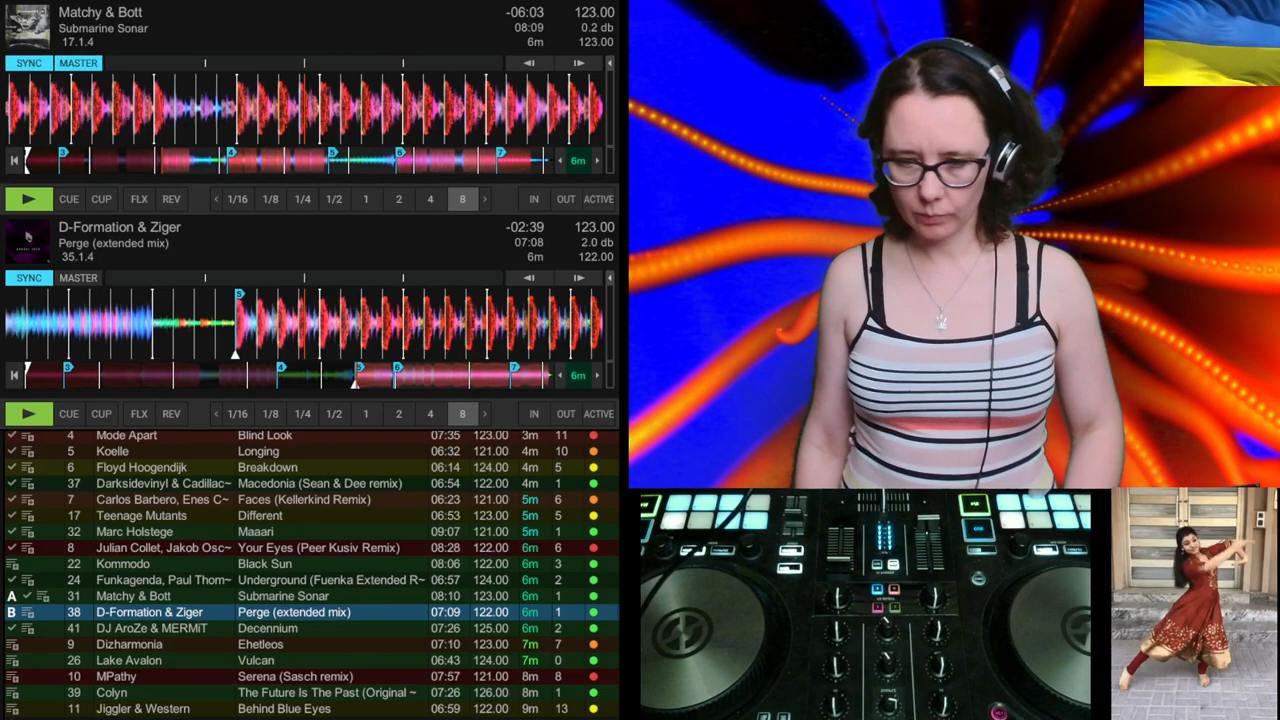 Matchy & Bott -06:03 123.00
Submarine Sonar 08:09 0.2 db
17.1.4 6m 123.00
SYNC MASTER
3 4 5 6 7 6m
CUE CUP FLX REV 1/16 1/8 1/4 1/2 1 2 4 8 IN OUT ACTIVE
D-Formation & Ziger -02:39 123.00
Perge (extended mix) 07:08 2.0 db
35.1.4 6m 122.00
SYNC MASTER
5
3 4 5 6 7 6m
CUE CUP FLX REV 1/16 1/8 1/4 1/2 1 2 4 8 IN OUT ACTIVE
4 Mode Apart Blind Look 07:35 123.00 3m 11
5 Koelle Longing 06:32 121.00 4m 10
6 Floyd Hoogendijk Breakdown 06:14 124.00 4m 5
37 Darksidevinyl & Cadillac~ Macedonia (Sean & Dee remix) 06:54 122.00 4m 1
7 Carlos Barbero, Enes C~ Faces (Kellerkind Remix) 06:23 121.00 5m 6
17 Teenage Mutants Different 06:53 123.00 5m 5
32 Marc Holstege Maaari 09:07 121.00 5m 1
8 Julian Collet, Jakob Osc~ Your Eyes (Peer Kusiv Remix) 08:28 122.00 6m 6
22 Kommodo Black Sun 08:06 122.00 6m 3
24 Funkagenda, Paul Thom~ Underground (Fuenka Extended R~ 06:57 124.00 6m 2
A 31 Matchy & Bott Submarine Sonar 08:10 123.00 6m 1
B 38 D-Formation & Ziger Perge (extended mix) 07:09 122.00 6m 1
41 DJ AroZe & MERMiT Decennium 07:26 125.00 6m 2
9 Dizharmonia Ehetleos 07:10 123.00 7m 7
26 Lake Avalon Vulcan 06:43 124.00 7m 0
10 MPathy Serena (Sasch remix) 07:57 121.00 8m 8
39 Colyn The Future Is The Past (Original ~ 07:26 126.00 8m 1
11 Jiggler & Western Behind Blue Eyes 06:59 122.00 9m 13